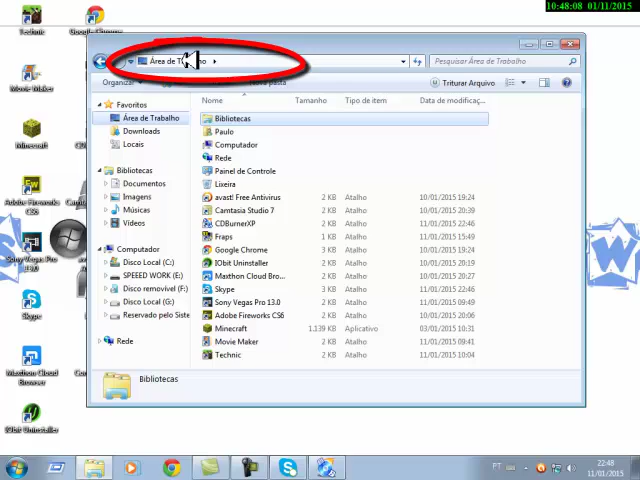 10:48:08 01/11/2015
Technic
Google Chrome
Movie Maker
Minecraft
Adobe Fireworks CS6
Sony Vegas Pro 13.0
Skype
Maxthon Cloud Browser
IObit Uninstaller
Área de
Pesquisar Área de Trabalho
Organizar
pasta
Triturar Arquivo
Nome Tamanho Tipo de item Data de modificaç...
Favoritos
Área de Trabalho
Downloads
Locais
Bibliotecas
Documentos
Imagens
Músicas
Vídeos
Computador
Disco Local (C:)
SPEEED WORK (E:)
Disco removível (F:)
Disco Local (G:)
Reservado pelo Siste
Rede
Bibliotecas
Paulo
Computador
Rede
Painel de Controle
Lixeira
avast! Free Antivirus 2 KB Atalho 10/01/2015 19:24
Camtasia Studio 7 2 KB Atalho 10/01/2015 20:39
CDBurnerXP 2 KB Atalho 11/01/2015 22:46
Fraps 1 KB Atalho 11/01/2015 15:49
Google Chrome 3 KB Atalho 10/01/2015 19:24
IObit Uninstaller 2 KB Atalho 10/01/2015 20:19
Maxthon Cloud Bro... 2 KB Atalho 10/01/2015 20:26
Skype 3 KB Atalho 11/01/2015 22:46
Sony Vegas Pro 13.0 2 KB Atalho 11/01/2015 09:49
Adobe Fireworks CS6 2 KB Atalho 10/01/2015 20:06
Minecraft 1.139 KB Aplicativo 03/01/2015 10:31
Movie Maker 2 KB Atalho 11/01/2015 22:46
Technic 2 KB Atalho 11/01/2015 10:04
Bibliotecas
PT
22:48
11/01/2015